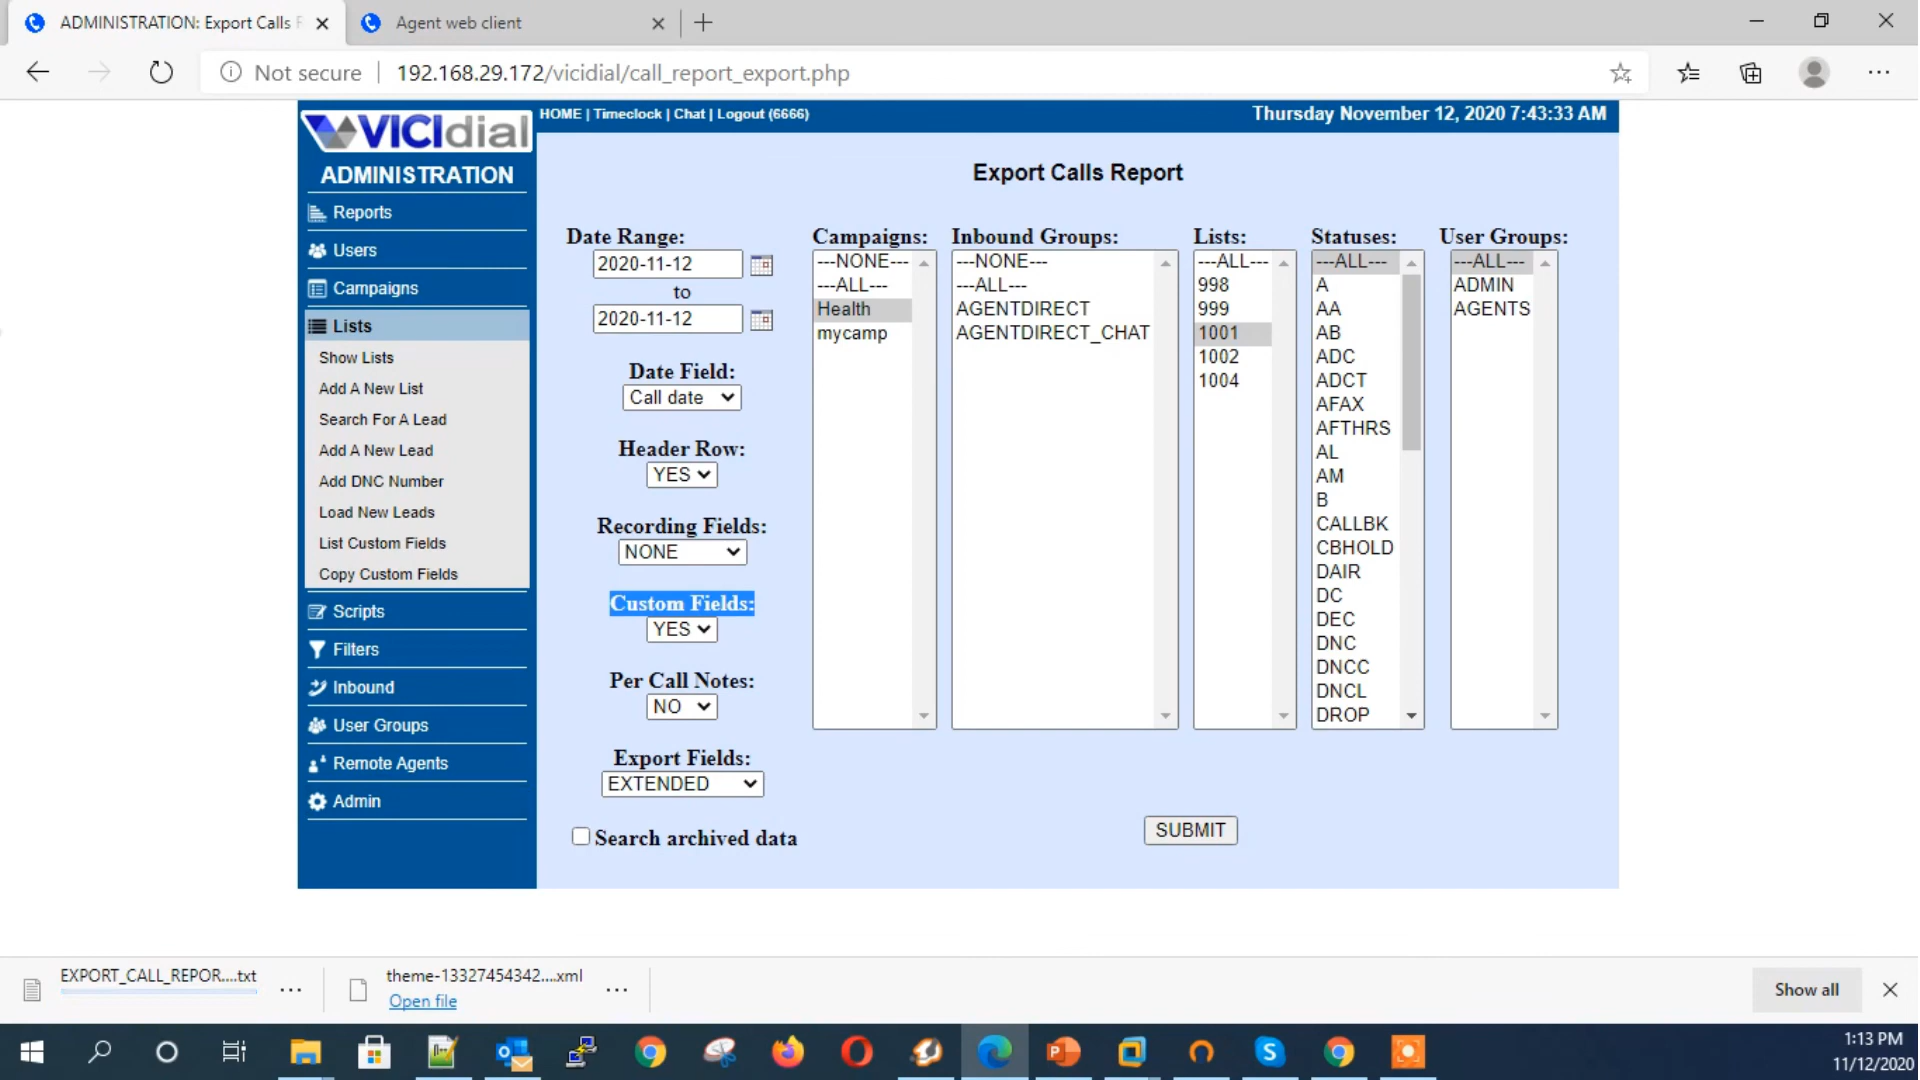 ADMINISTRATION: Export Calls F
Agent web client
Not secure
192.168.29.172/vicidial/call_report_export.php
VICIdial
HOME | Timeclock | Chat | Logout (6666)
Thursday November 12, 2020 7:43:33 AM
ADMINISTRATION
Reports
Users
Campaigns
Lists
Show Lists
Add A New List
Search For A Lead
Add A New Lead
Add DNC Number
Load New Leads
List Custom Fields
Copy Custom Fields
Scripts
Filters
Inbound
User Groups
Remote Agents
Admin
Export Calls Report
Date Range:
2020-11-12
to
2020-11-12
Date Field:
Call date
Header Row:
YES
Recording Fields:
NONE
Custom Fields:
YES
Per Call Notes:
NO
Export Fields:
EXTENDED
Search archived data
Campaigns:
---NONE---
---ALL---
Health
mycamp
Inbound Groups:
---NONE---
---ALL---
AGENTDIRECT
AGENTDIRECT_CHAT
Lists:
---ALL---
998
999
1001
1002
1004
Statuses:
---ALL---
A
AA
AB
ADC
ADCT
AFAX
AFTHRS
AL
AM
B
CALLBK
CBHOLD
DAIR
DC
DEC
DNC
DNCC
DNCL
DROP
User Groups:
---ALL---
ADMIN
AGENTS
SUBMIT
EXPORT_CALL_REPOR....txt
theme-13327454342....xml
Open file
Show all
1:13 PM
11/12/2020